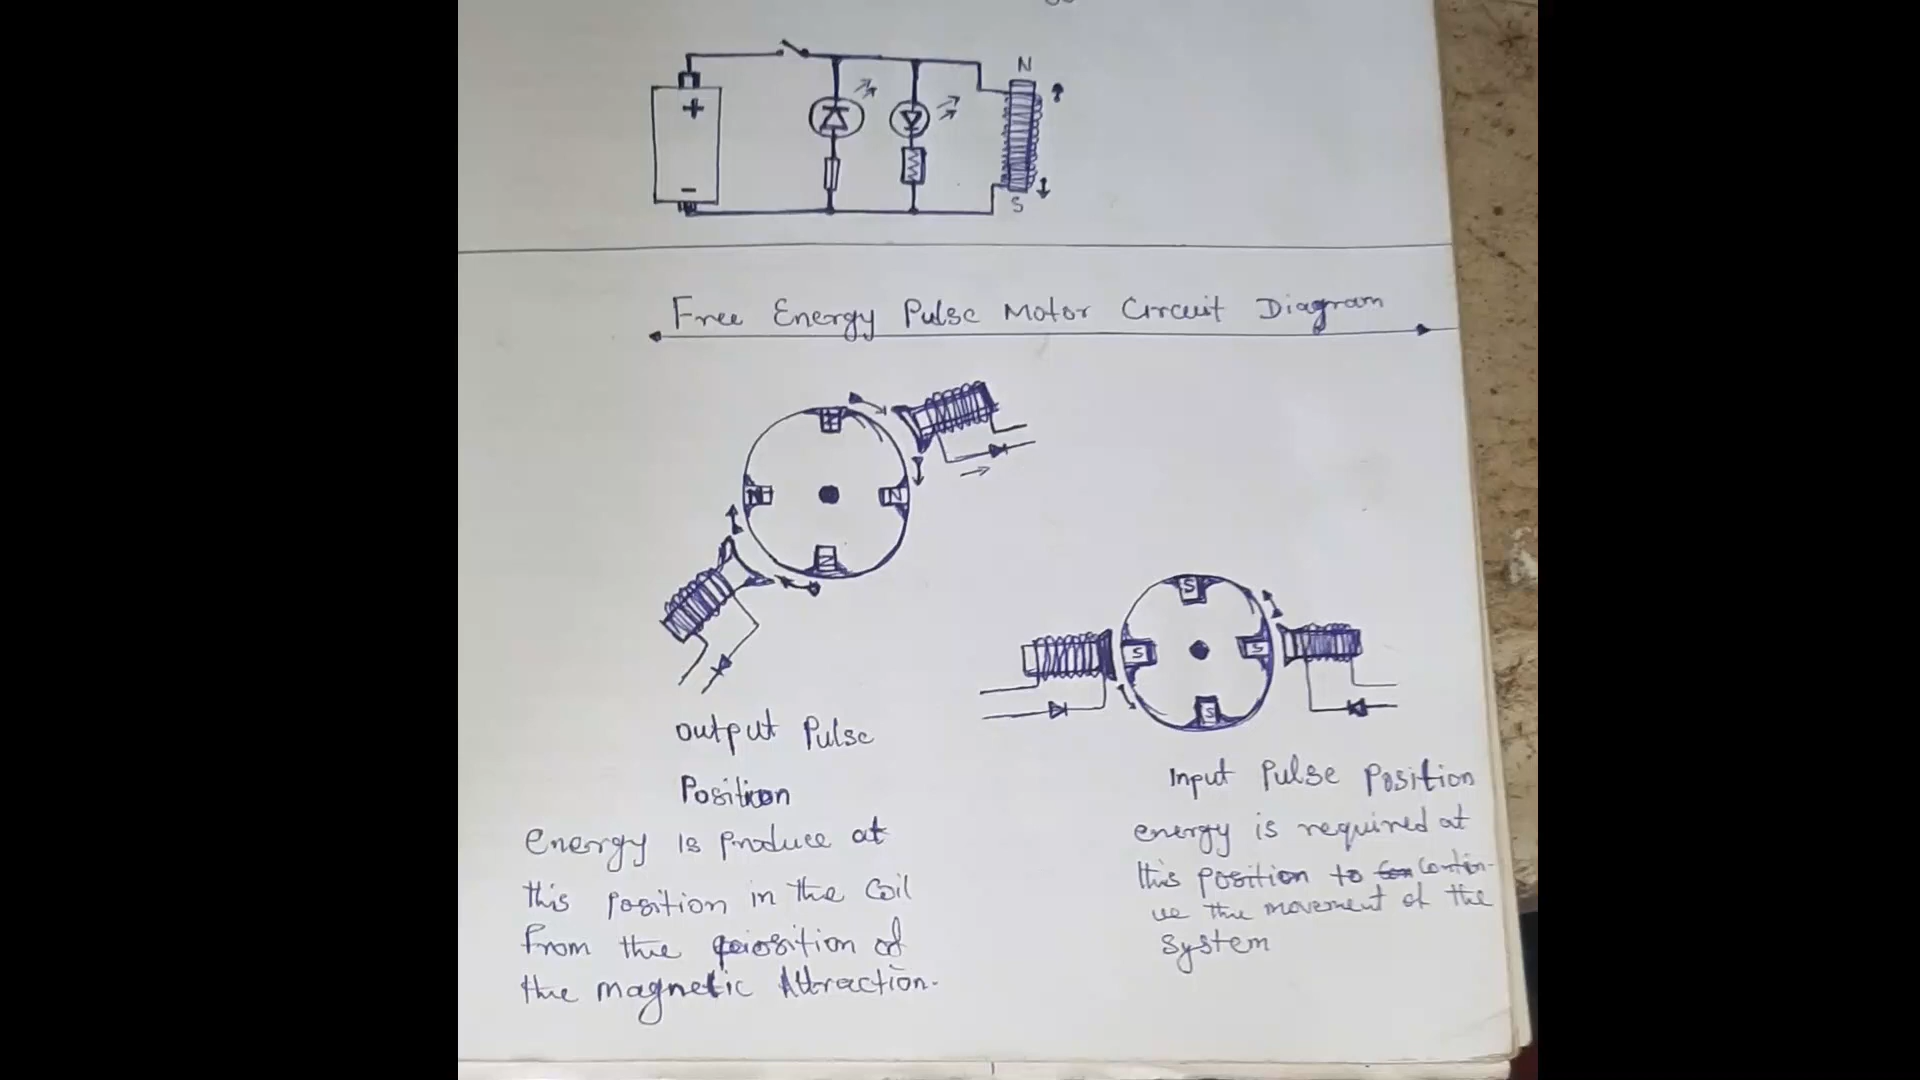 N
+
-
S
Free Energy Pulse Motor Circuit Diagram
N
N
N
N
Output Pulse
Position
energy is produce at
this position in the coil
from the position of
the magnetic Attraction.
S
S
S
S
Input Pulse Position
energy is required at
this position to contin-
ue the movement of the
system